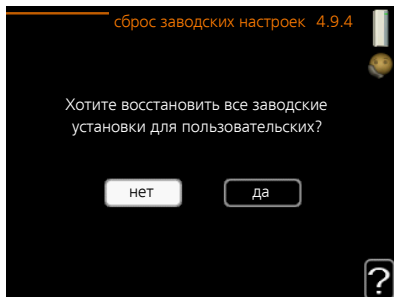 сброс заводских настроек 4.9.4
Хотите восстановить все заводские
установки для пользовательских?
нет да
?